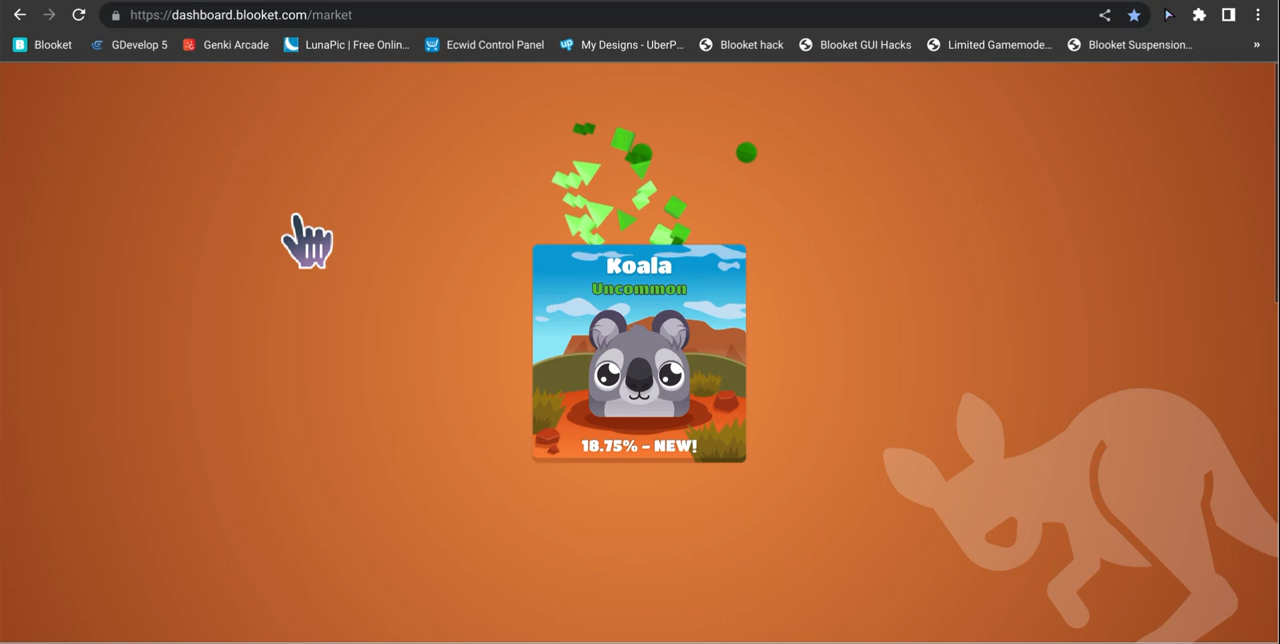 https://dashboard.blooket.com/market
Blooket
GDevelop 5
Genki Arcade
LunaPic | Free Onlin...
Ecwid Control Panel
My Designs - UberP...
Blooket hack
Blooket GUI Hacks
Limited Gamemode...
Blooket Suspension...
»
Koala
Uncommon
18.75% - NEW!